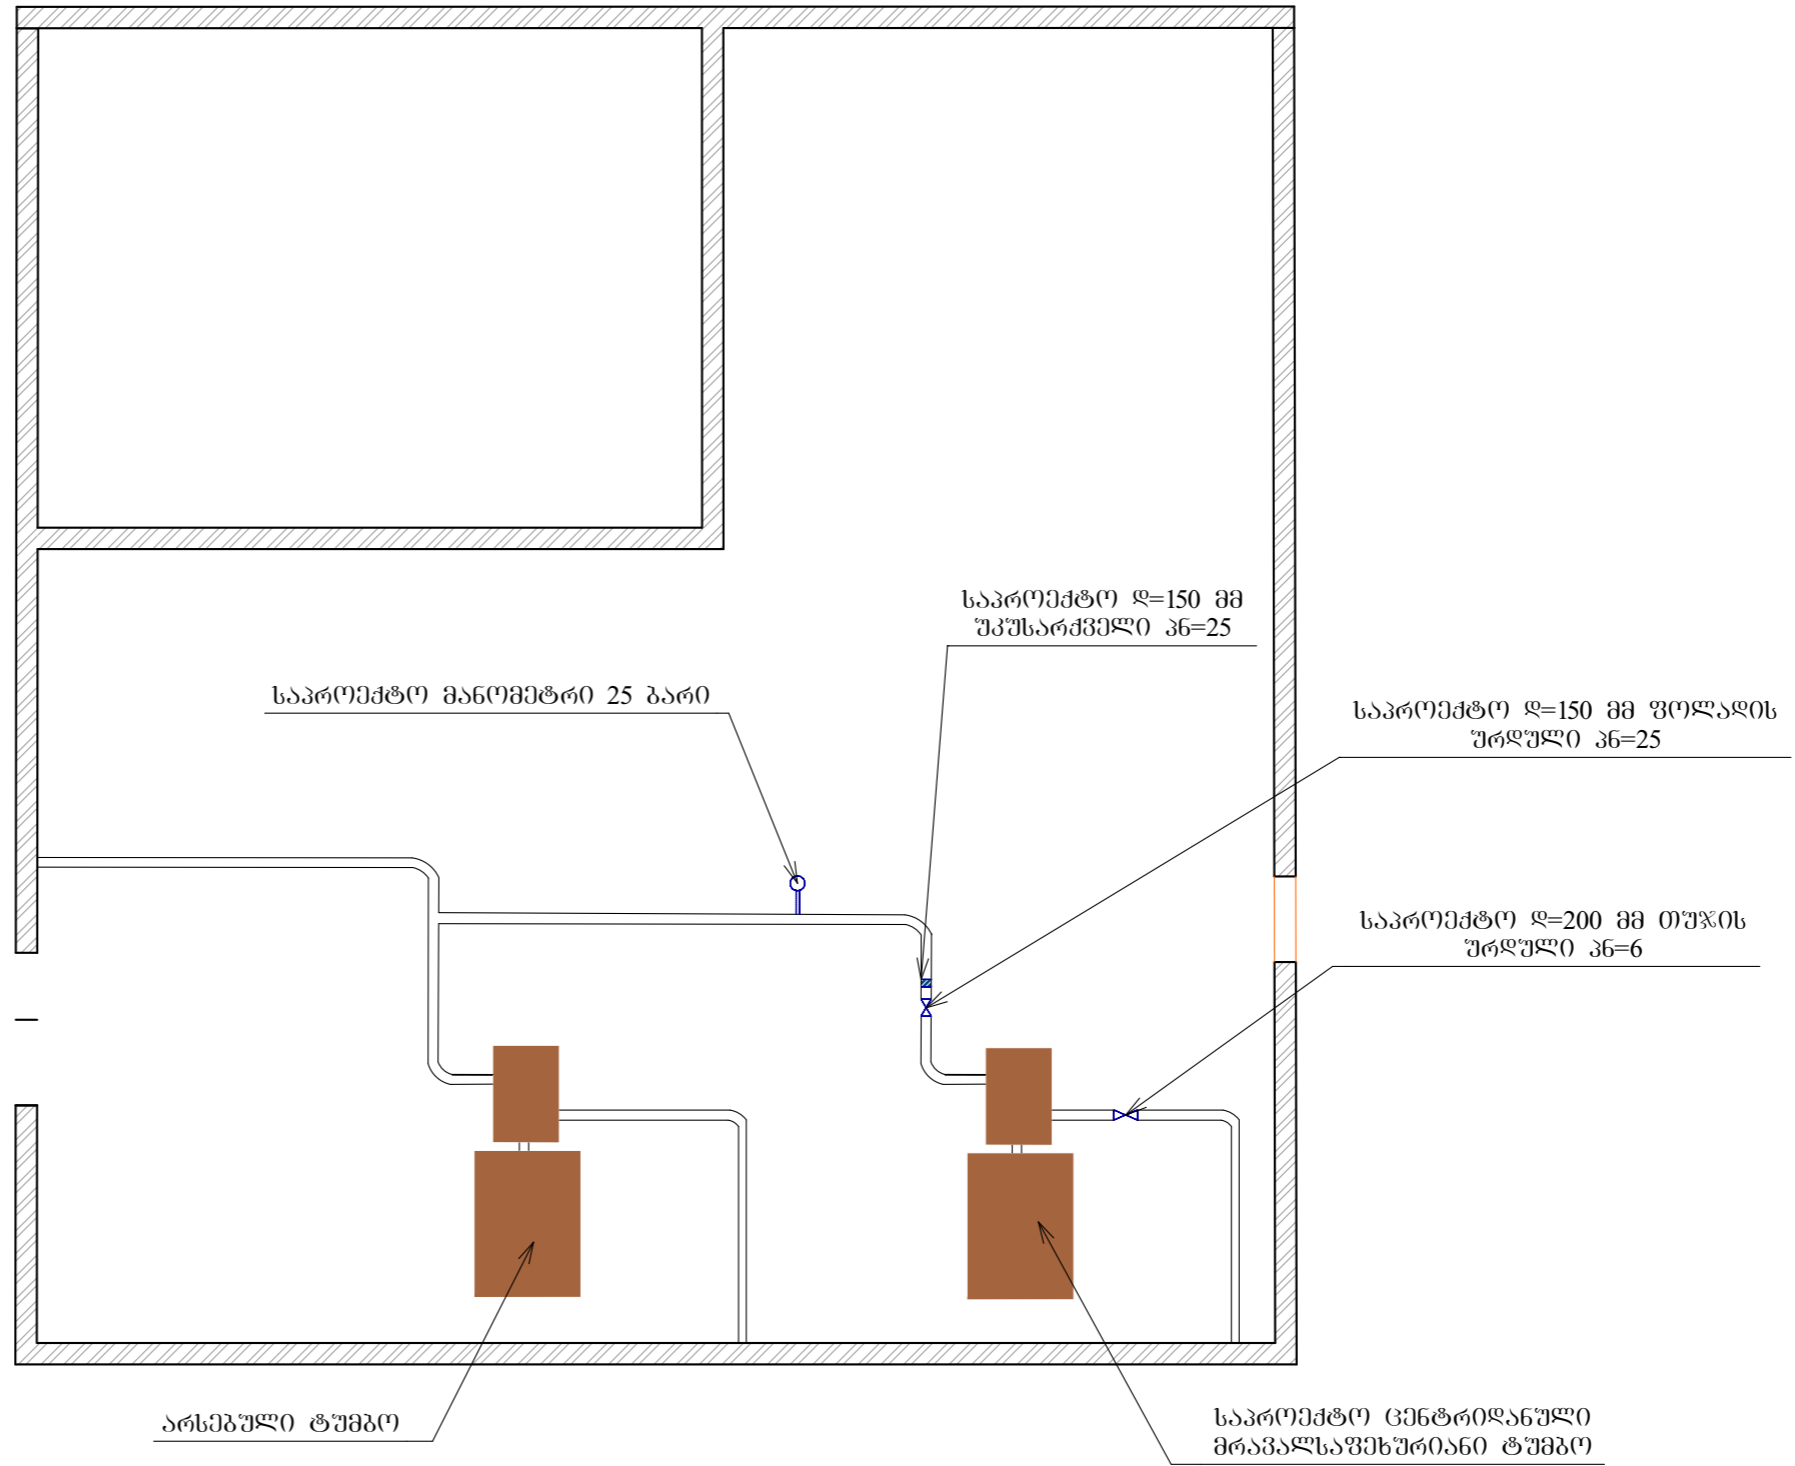 საპროექტო დ=150 მმ
უკუსარქველი პნ=25
საპროექტო მანომეტრი 25 ბარი
საპროექტო დ=150 მმ ფოლადის
ურდული პნ=25
საპროექტო დ=200 მმ თუჯის
ურდული პნ=6
არსებული ტუმბო
საპროექტო ცენტრიდანული
მრავალსაფეხურიანი ტუმბო